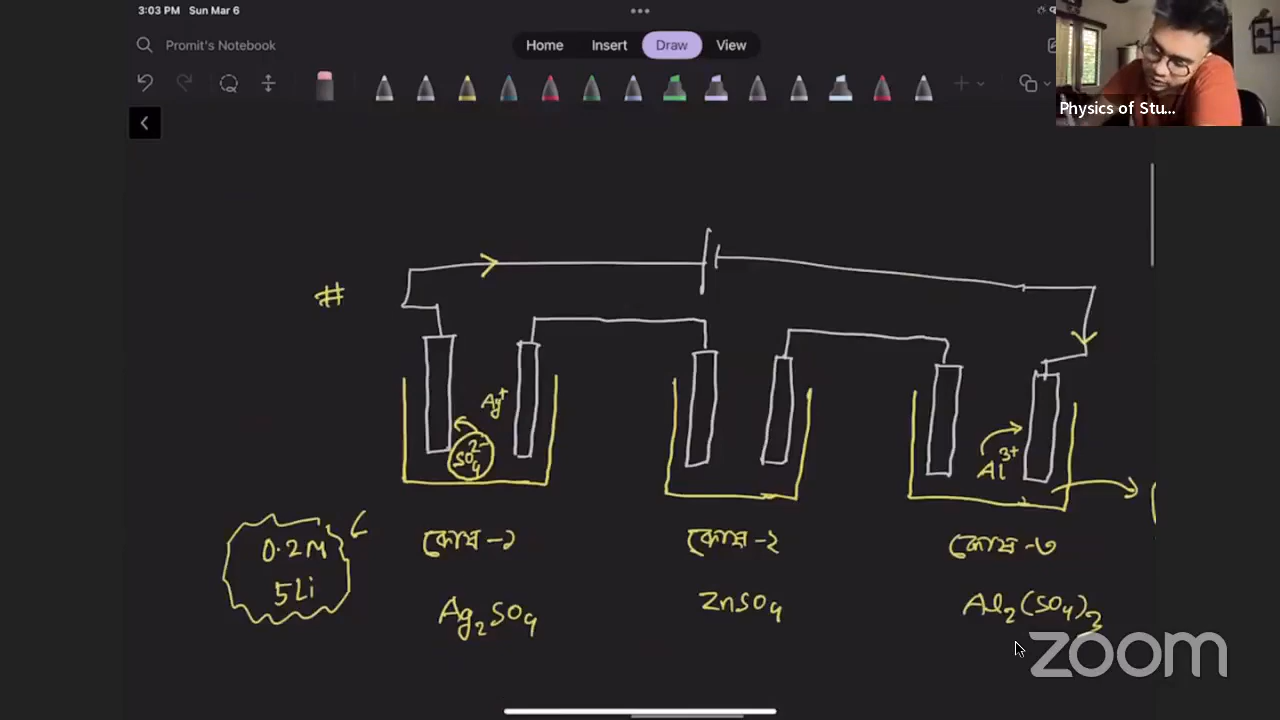 3:03 PM Sun Mar 6
Promit's Notebook
Home Insert Draw View
Physics of Stu...
#
Ag⁺
SO₄²⁻
Al³⁺
0.2M
5Li
কোষ-১
কোষ-২
কোষ-৩
Ag₂SO₄
ZnSO₄
Al₂(SO₄)₃
zoom